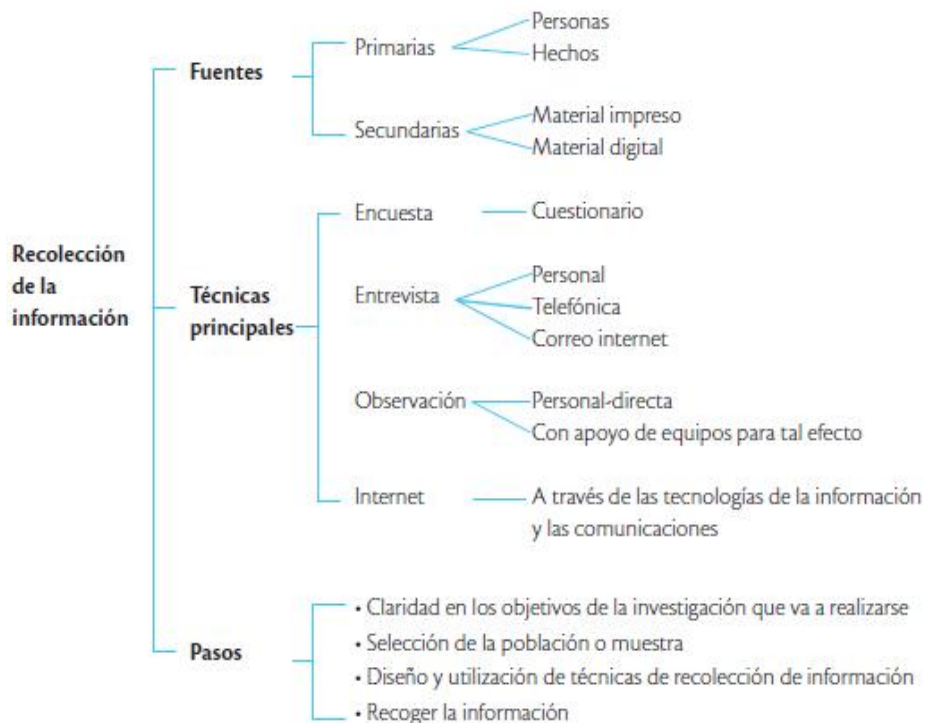 Recolección
de la
información
Fuentes
Primarias
Personas
Hechos
Secundarias
Material impreso
Material digital
Técnicas
principales
Encuesta
Cuestionario
Entrevista
Personal
Telefónica
Correo internet
Observación
Personal-directa
Con apoyo de equipos para tal efecto
Internet
A través de las tecnologías de la información
y las comunicaciones
Pasos
• Claridad en los objetivos de la investigación que va a realizarse
• Selección de la población o muestra
• Diseño y utilización de técnicas de recolección de información
• Recoger la información